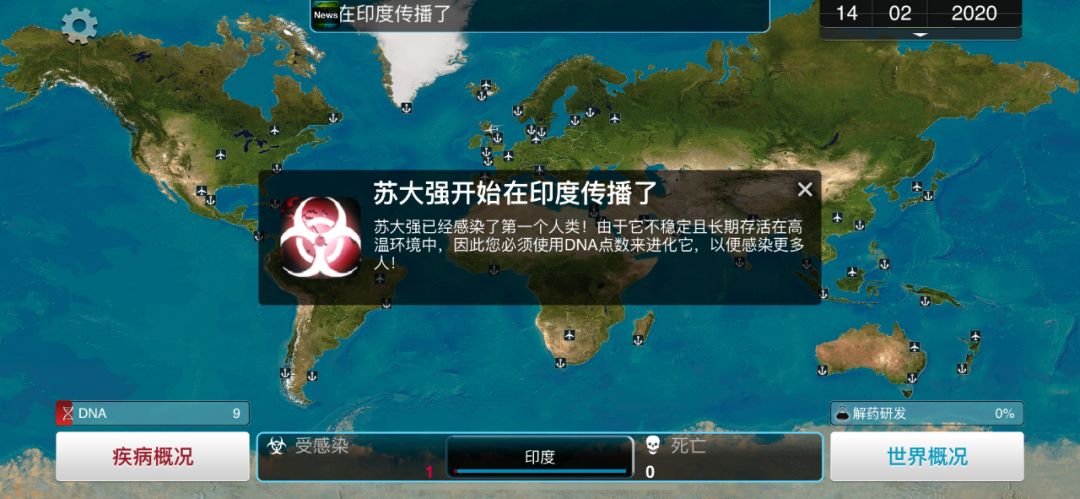 News 在印度传播了
14 02 2020
苏大强开始在印度传播了
苏大强已经感染了第一个人类！由于它不稳定且长期存活在高
温环境中，因此您必须使用DNA点数来进化它，以便感染更多
人！
DNA 9
解药研发 0%
疾病概况
受感染
1
印度
死亡
0
世界概况